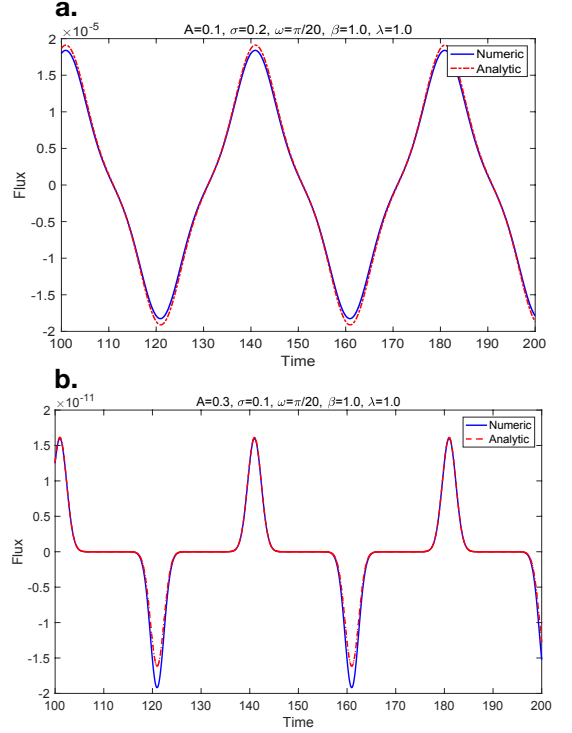 a.
×10⁻⁵
A=0.1, σ=0.2, ω=π/20, β=1.0, λ=1.0
2
1.5
1
0.5
0
-0.5
-1
-1.5
-2
Flux
Numeric
Analytic
100 110 120 130 140 150 160 170 180 190 200
Time
b.
×10⁻¹¹
A=0.3, σ=0.1, ω=π/20, β=1.0, λ=1.0
2
1.5
1
0.5
0
-0.5
-1
-1.5
-2
Flux
Numeric
Analytic
100 110 120 130 140 150 160 170 180 190 200
Time